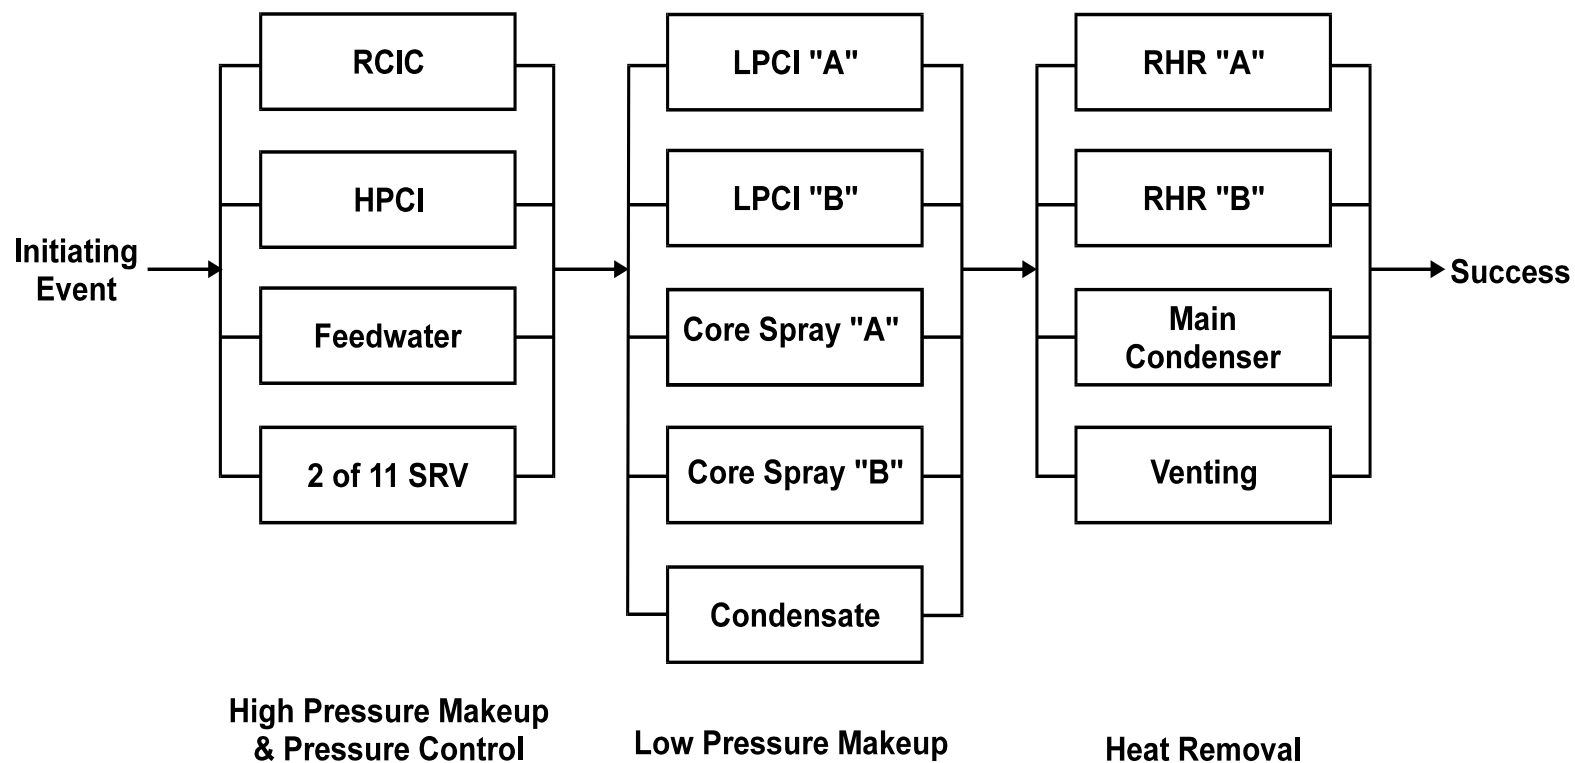 Initiating
Event
RCIC
HPCI
Feedwater
2 of 11 SRV
High Pressure Makeup
& Pressure Control
LPCI "A"
LPCI "B"
Core Spray "A"
Core Spray "B"
Condensate
Low Pressure Makeup
RHR "A"
RHR "B"
Main
Condenser
Venting
Heat Removal
Success